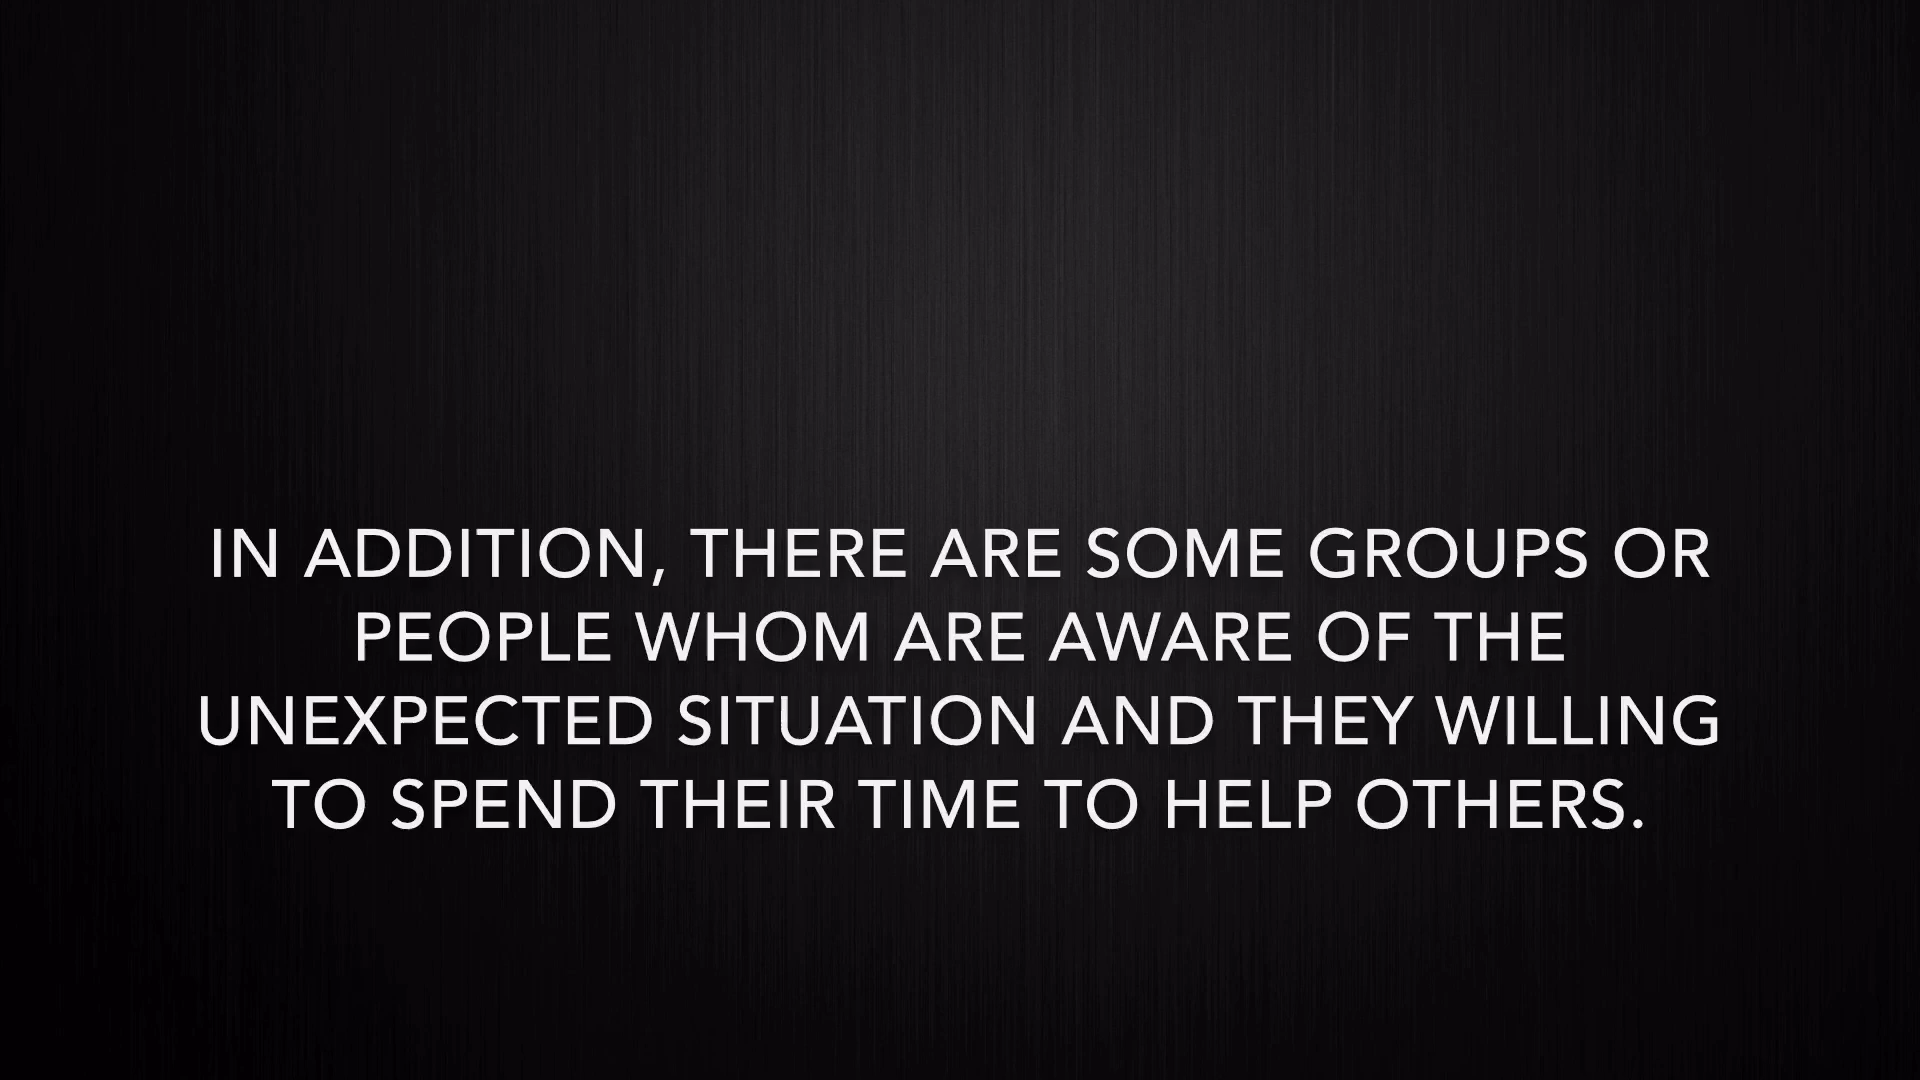 IN ADDITION, THERE ARE SOME GROUPS OR
PEOPLE WHOM ARE AWARE OF THE
UNEXPECTED SITUATION AND THEY WILLING
TO SPEND THEIR TIME TO HELP OTHERS.